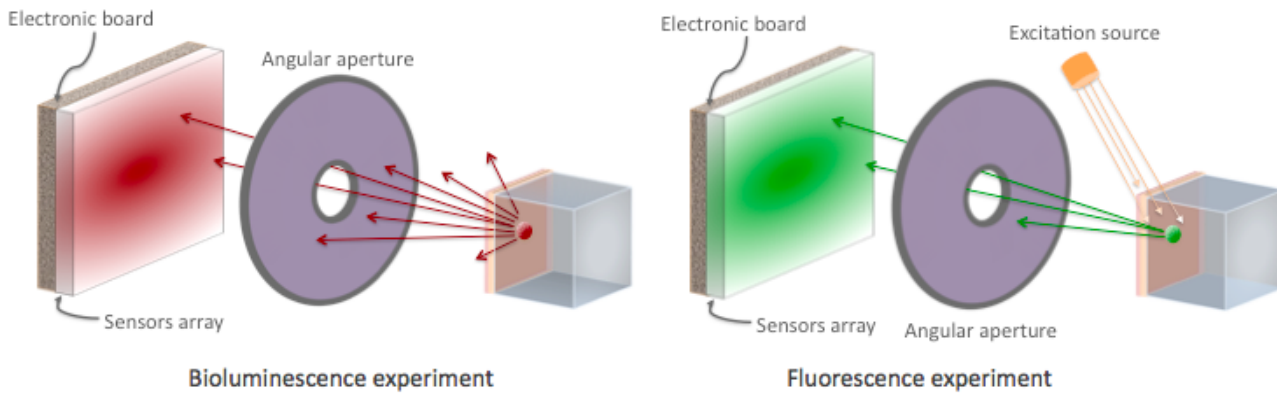 Electronic board
Angular aperture
Sensors array
Bioluminescence experiment
Electronic board
Excitation source
Sensors array
Angular aperture
Fluorescence experiment